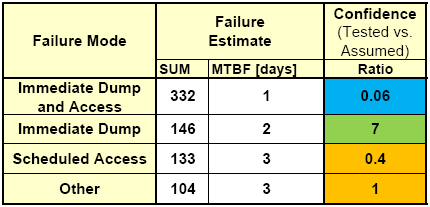 Failure Mode
Failure
Estimate
Confidence
(Tested vs.
Assumed)
SUM MTBF [days] Ratio
Immediate Dump
and Access
332 1 0.06
Immediate Dump 146 2 7
Scheduled Access 133 3 0.4
Other 104 3 1